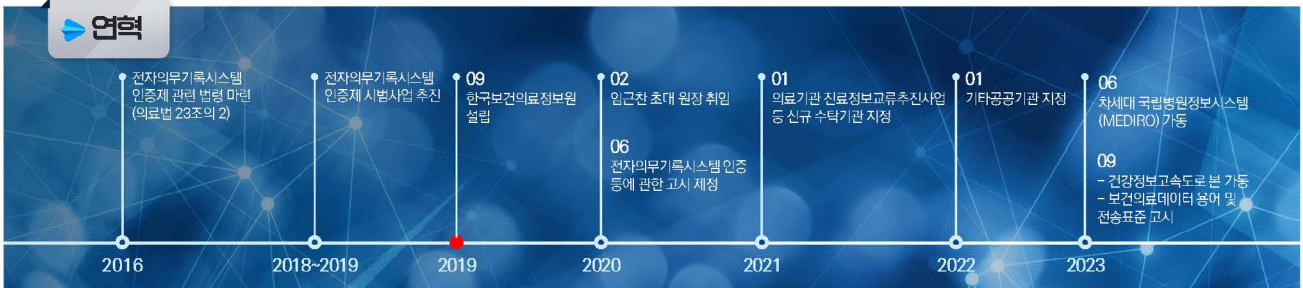 연혁
전자의무기록시스템
인증제 관련 법령 마련
(의료법 23조의 2)
2016
전자의무기록시스템
인증제 시범사업 추진
2018~2019
09
한국보건의료정보원
설립
2019
02
임근찬 초대 원장 취임
06
전자의무기록시스템 인증
등에 관한 고시 제정
2020
01
의료기관 진료정보교류추진사업
등 신규 수탁기관 지정
2021
01
기타공공기관 지정
2022
06
차세대 국립병원정보시스템
(MEDIRO) 가동
09
- 건강정보고속도로 본 가동
- 보건의료데이터 용어 및
전송표준 고시
2023